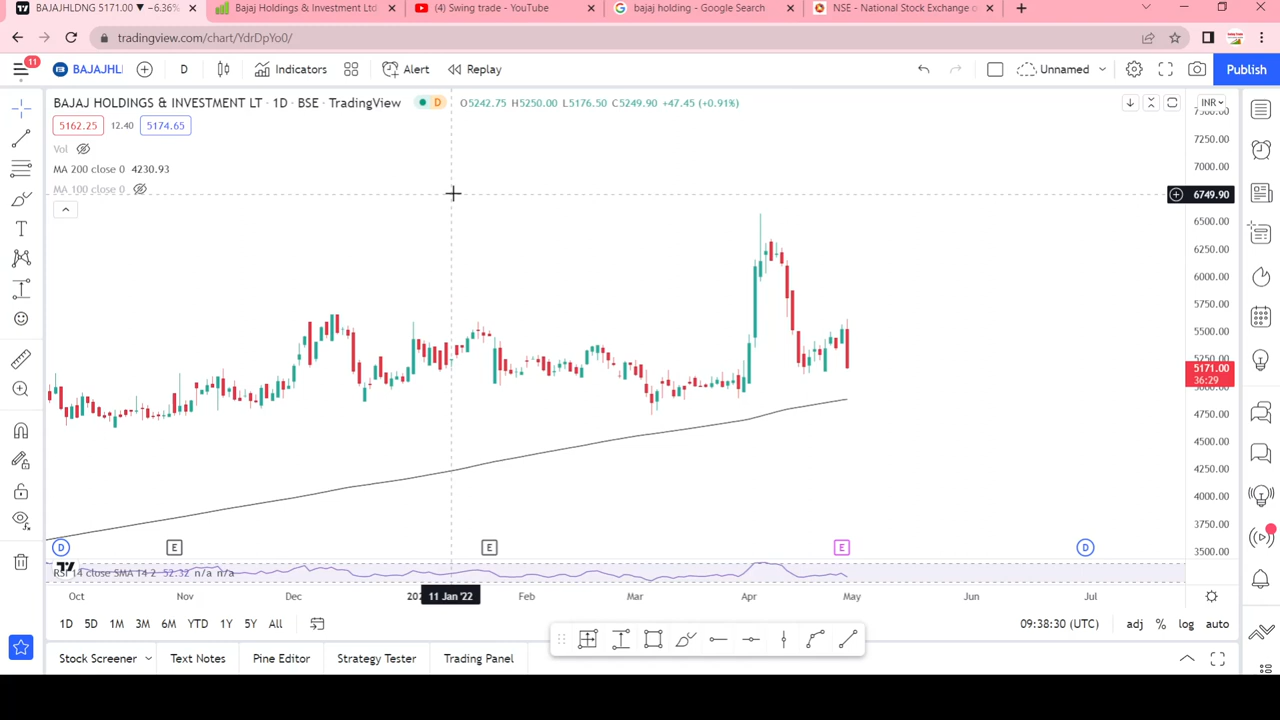 BAJAJHLDNG 5171.00 ▼ −6.36%
Bajaj Holdings & Investment Ltd
(4) Swing trade - YouTube
bajaj holding - Google Search
NSE - National Stock Exchange o
tradingview.com/chart/YdrDpYo0/
11
BAJAJHL
D
Indicators
Alert
Replay
Unnamed
Publish
BAJAJ HOLDINGS & INVESTMENT LT · 1D · BSE · TradingView
D
O5242.75 H5250.00 L5176.50 C5249.90 +47.45 (+0.91%)
INR
5162.25
12.40
5174.65
Vol
MA 200 close 0 4230.93
MA 100 close 0
7500.00
7250.00
7000.00
6749.90
6500.00
6250.00
6000.00
5750.00
5500.00
5250.00
5171.00
36:29
5000.00
4750.00
4500.00
4250.00
4000.00
3750.00
3500.00
D
E
E
E
D
RSI 14 close SMA 14 2 52.32 n/a n/a
Oct
Nov
Dec
11 Jan '22
Feb
Mar
Apr
May
Jun
Jul
1D
5D
1M
3M
6M
YTD
1Y
5Y
All
09:38:30 (UTC)
adj
%
log
auto
Stock Screener
Text Notes
Pine Editor
Strategy Tester
Trading Panel